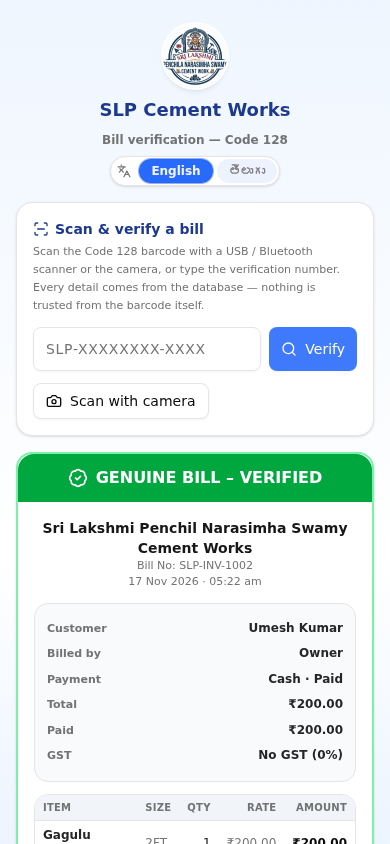 SRI LAKSHMI
PENCHILA NARASIMHA SWAMY
CEMENT WORK
SLP Cement Works
Bill verification — Code 128
English తెలుగు
Scan & verify a bill
Scan the Code 128 barcode with a USB / Bluetooth
scanner or the camera, or type the verification number.
Every detail comes from the database — nothing is
trusted from the barcode itself.
SLP-XXXXXXXX-XXXX Verify
Scan with camera
GENUINE BILL – VERIFIED
Sri Lakshmi Penchil Narasimha Swamy
Cement Works
Bill No: SLP-INV-1002
17 Nov 2026 · 05:22 am
Customer Umesh Kumar
Billed by Owner
Payment Cash · Paid
Total ₹200.00
Paid ₹200.00
GST No GST (0%)
ITEM SIZE QTY RATE AMOUNT
Gagulu 2FT 1 ₹200.00 ₹200.00